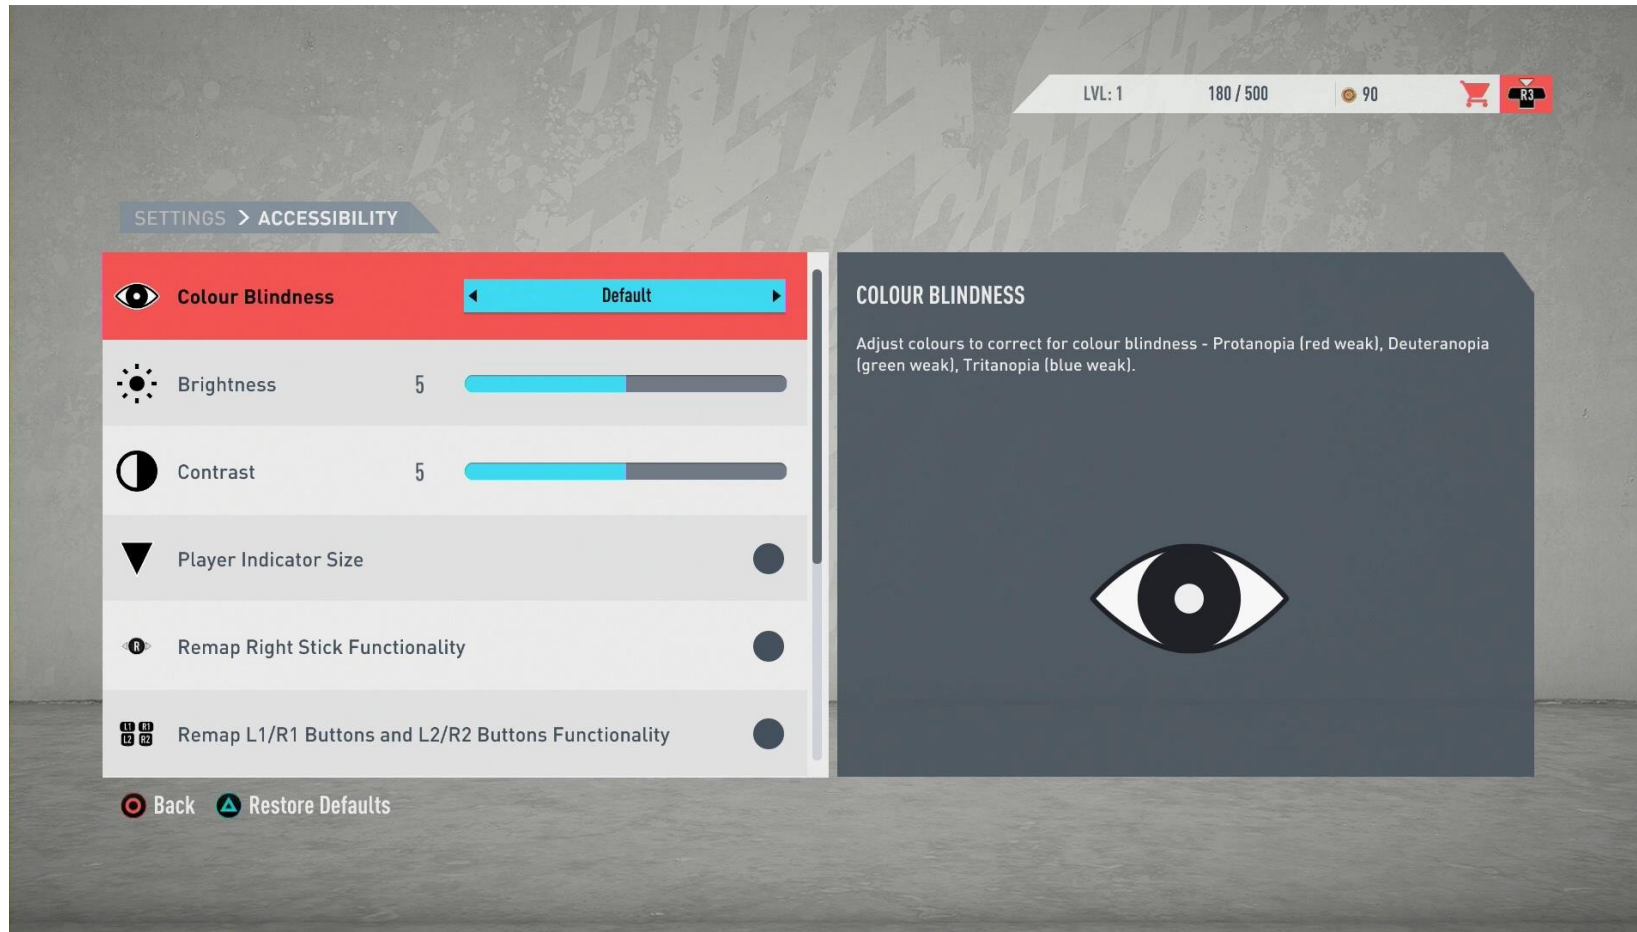 LVL: 1 180 / 500 90
R3
SETTINGS > ACCESSIBILITY
Colour Blindness Default
Brightness 5
Contrast 5
Player Indicator Size
R Remap Right Stick Functionality
L1 R1
L2 R2
Remap L1/R1 Buttons and L2/R2 Buttons Functionality
COLOUR BLINDNESS
Adjust colours to correct for colour blindness - Protanopia (red weak), Deuteranopia
(green weak), Tritanopia (blue weak).
Back Restore Defaults